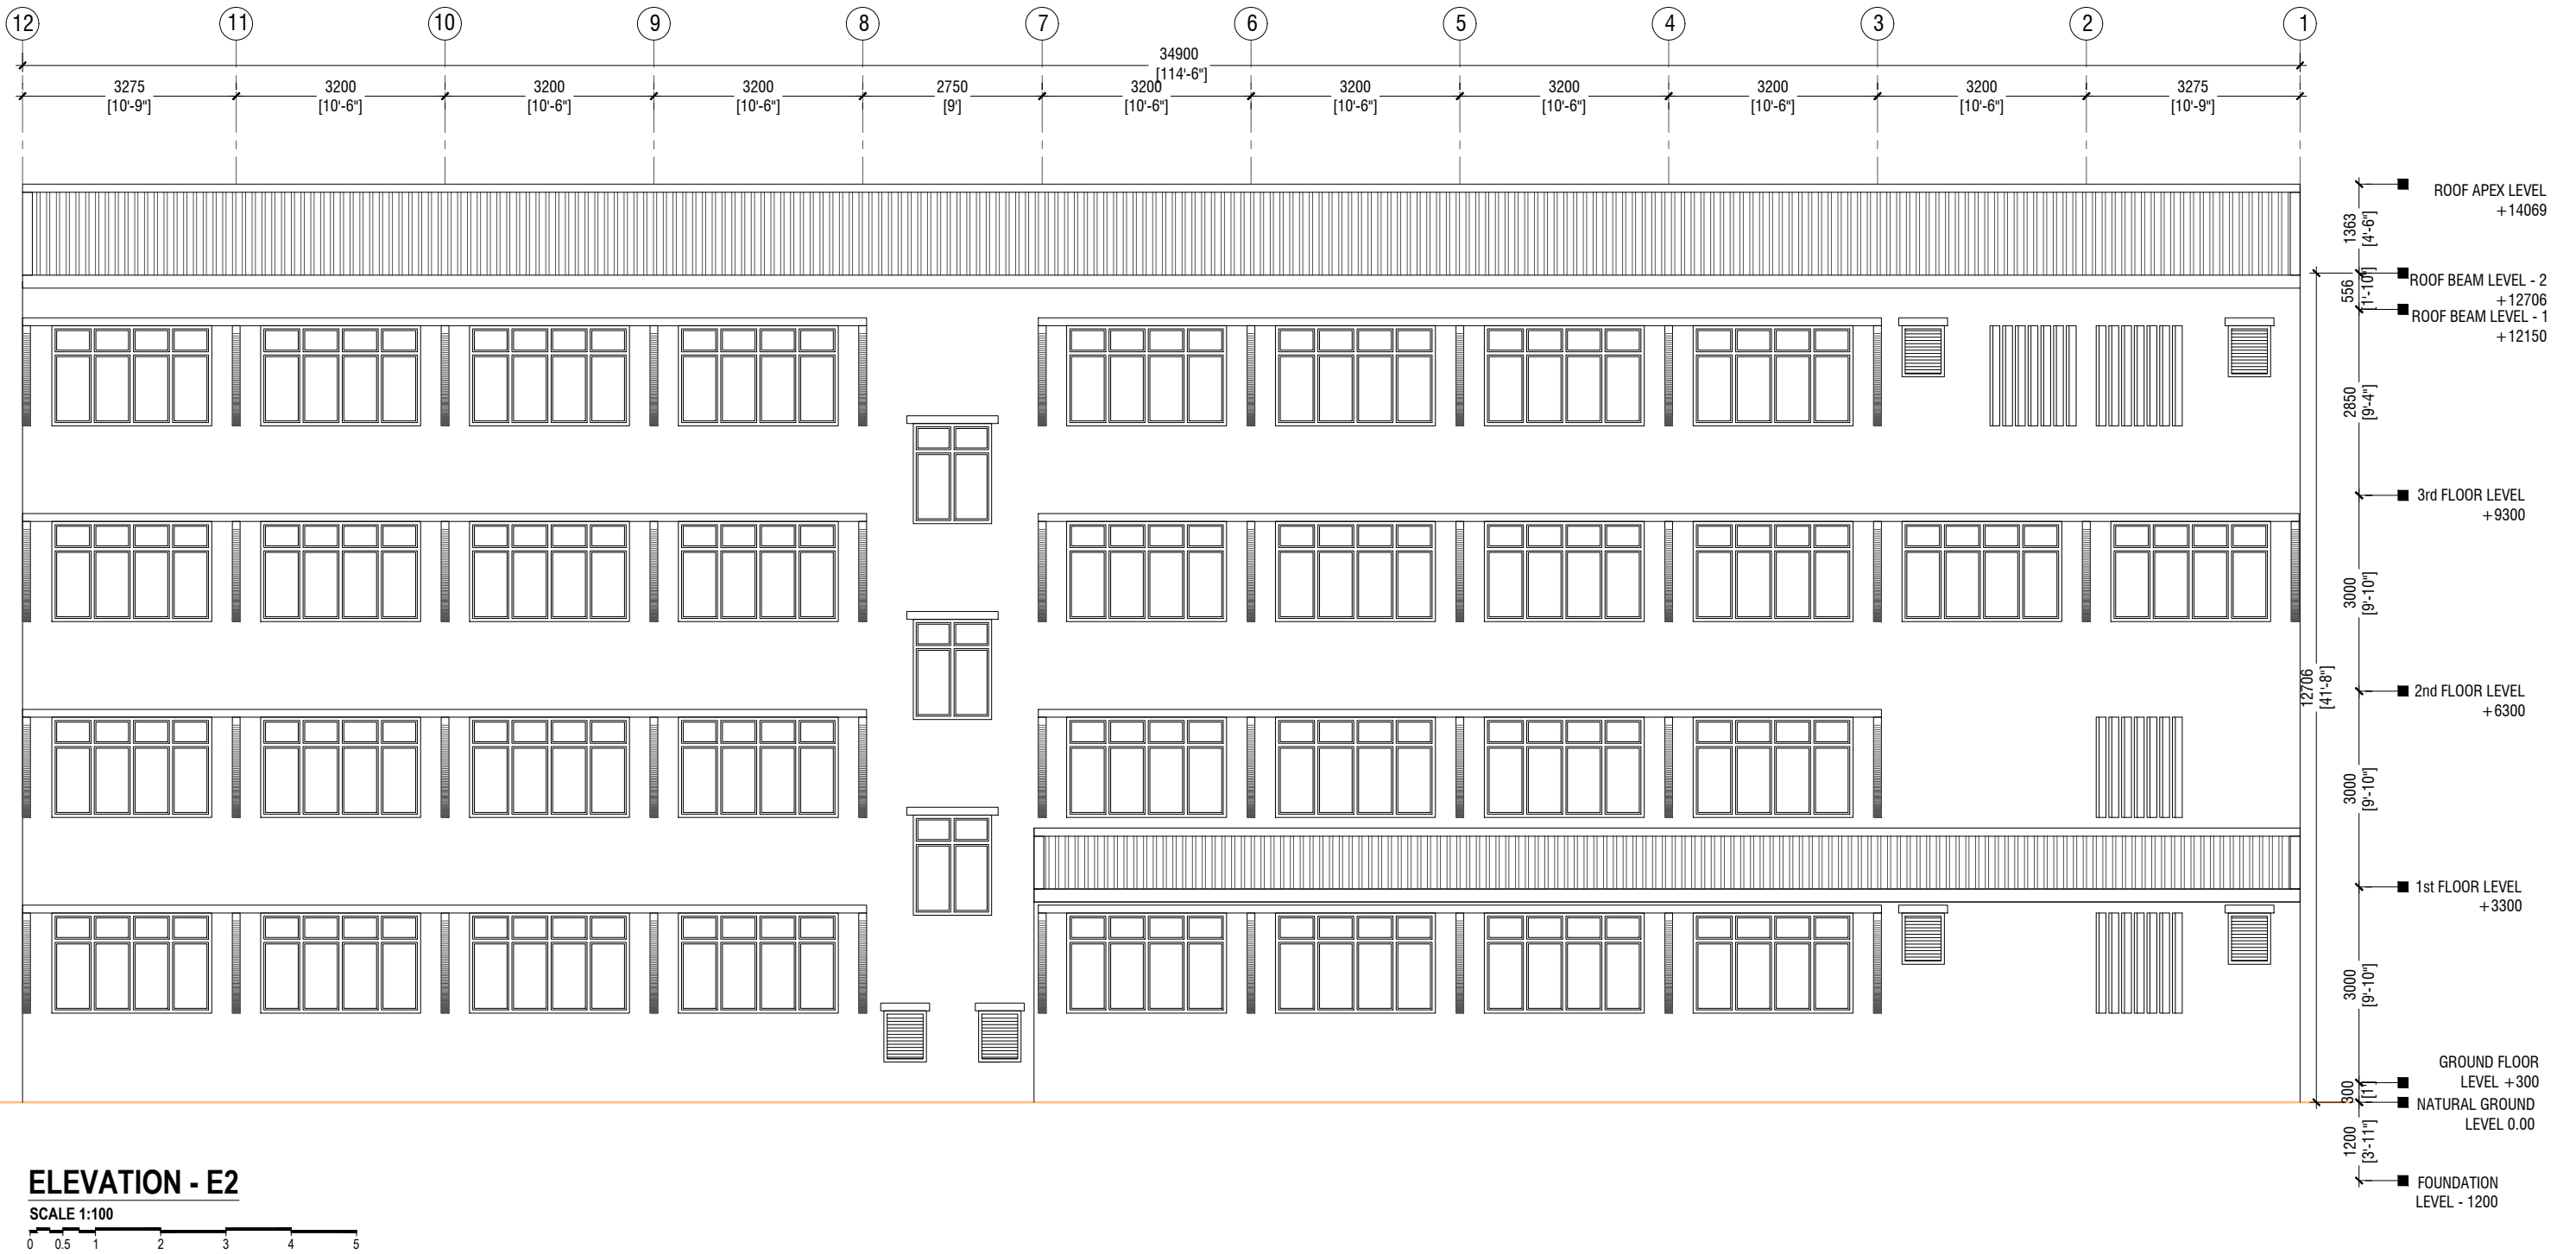 12 11 10 9 8 7 6 5 4 3 2 1
34900
[114'-6"]
3275 3200 3200 3200 2750 3200 3200 3200 3200 3200 3275
[10'-9"] [10'-6"] [10'-6"] [10'-6"] [9'] [10'-6"] [10'-6"] [10'-6"] [10'-6"] [10'-6"] [10'-9"]
ROOF APEX LEVEL
+14069
1363
[4'-6"]
ROOF BEAM LEVEL - 2
+12706
556
[1'-10"]
ROOF BEAM LEVEL - 1
+12150
2850
[9'-4"]
3rd FLOOR LEVEL
+9300
3000
[9'-10"]
12706
[41'-8"]
2nd FLOOR LEVEL
+6300
3000
[9'-10"]
1st FLOOR LEVEL
+3300
3000
[9'-10"]
GROUND FLOOR
LEVEL +300
300
[1']
NATURAL GROUND
LEVEL 0.00
1200
[3'-11"]
FOUNDATION
LEVEL - 1200
ELEVATION - E2
SCALE 1:100
0 0.5 1 2 3 4 5